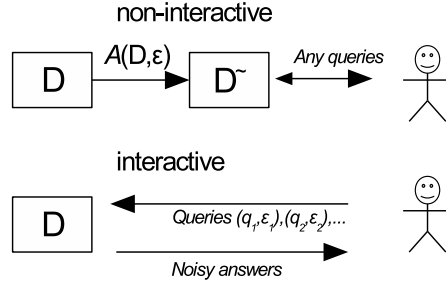 non-interactive
D A(D,ε) D~ Any queries
interactive
D Queries (q₁,ε₁),(q₂,ε₂),...
Noisy answers